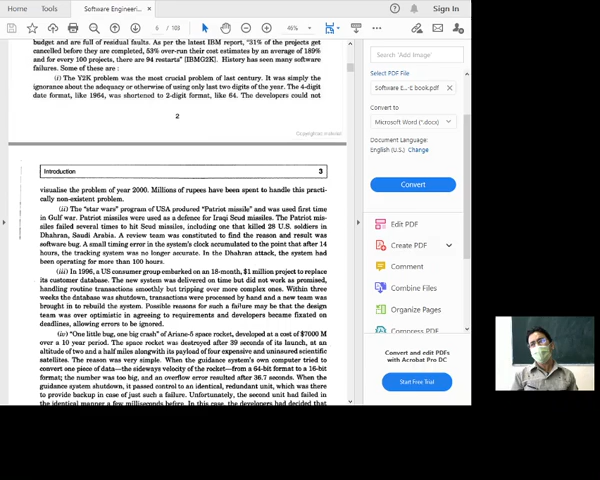 Home Tools Software Engineeri... × Sign In
6 / 103 46%
budget and are full of residual faults. As per the latest IBM report, "31% of the projects get
cancelled before they are completed, 53% over-run their cost estimates by an average of 189%
and for every 100 projects, there are 94 restarts" [IBMG2K]. History has seen many software
failures. Some of these are :
(i) The Y2K problem was the most crucial problem of last century. It was simply the
ignorance about the adequacy or otherwise of using only last two digits of the year. The 4-digit
date format, like 1964, was shortened to 2-digit format, like 64. The developers could not
2
Copyrighted material
Introduction 3
visualise the problem of year 2000. Millions of rupees have been spent to handle this practi-
cally non-existent problem.
(ii) The "star wars" program of USA produced "Patriot missile" and was used first time
in Gulf war. Patriot missiles were used as a defence for Iraqi Scud missiles. The Patriot mis-
siles failed several times to hit Scud missiles, including one that killed 28 U.S. soldiers in
Dhahran, Saudi Arabia. A review team was constituted to find the reason and result was
software bug. A small timing error in the system's clock accumulated to the point that after 14
hours, the tracking system was no longer accurate. In the Dhahran attack, the system had
been operating for more than 100 hours.
(iii) In 1996, a US consumer group embarked on an 18-month, $1 million project to replace
its customer database. The new system was delivered on time but did not work as promised,
handling routine transactions smoothly but tripping over more complex ones. Within three
weeks the database was shutdown, transactions were processed by hand and a new team was
brought in to rebuild the system. Possible reasons for such a failure may be that the design
team was over optimistic in agreeing to requirements and developers became fixated on
deadlines, allowing errors to be ignored.
(iv) "One little bug, one big crash" of Ariane-5 space rocket, developed at a cost of $7000 M
over a 10 year period. The space rocket was destroyed after 39 seconds of its launch, at an
altitude of two and a half miles alongwith its payload of four expensive and uninsured scientific
satellites. The reason was very simple. When the guidance system's own computer tried to
convert one piece of data—the sideways velocity of the rocket—from a 64-bit format to a 16-bit
format; the number was too big, and an overflow error resulted after 36.7 seconds. When the
guidance system shutdown, it passed control to an identical, redundant unit, which was there
to provide backup in case of just such a failure. Unfortunately, the second unit had failed in
the identical manner a few milliseconds before. In this case, the developers had decided that
Search 'Add Image'
Select PDF File
Software E...-E book.pdf ×
Convert to
Microsoft Word (*.docx)
Document Language:
English (U.S.) Change
Convert
Edit PDF
Create PDF
Comment
Combine Files
Organize Pages
Compress PDF
Convert and edit PDFs
with Acrobat Pro DC
Start Free Trial